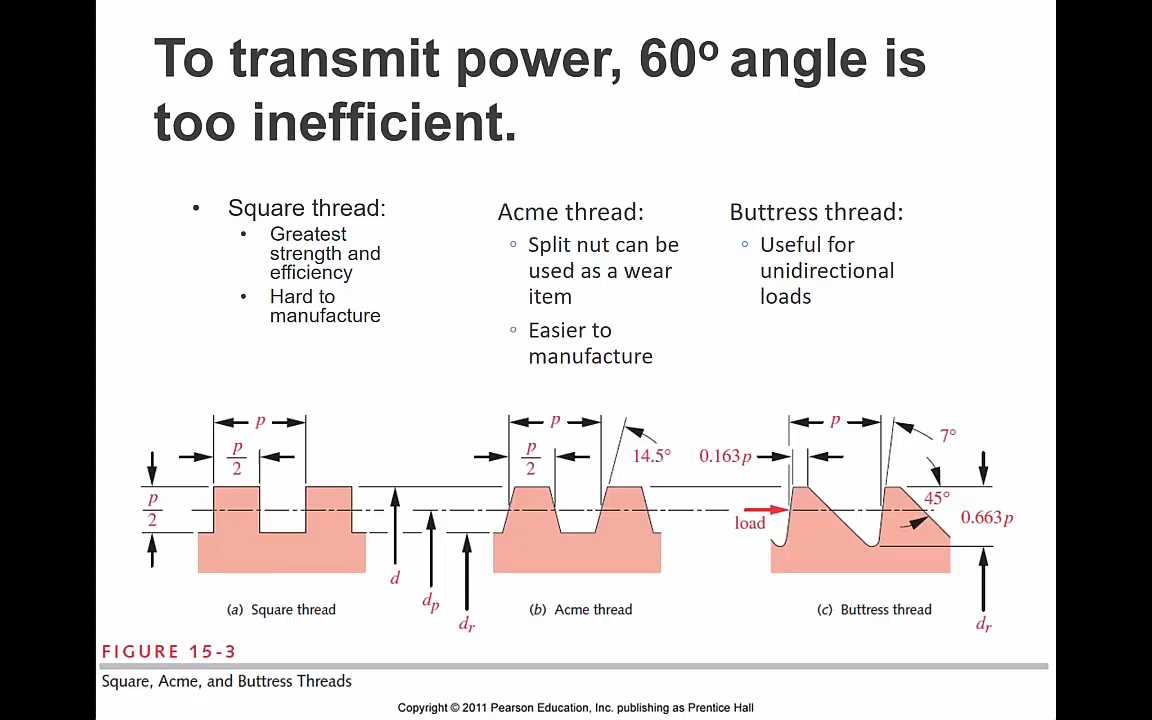 To transmit power, 60º angle is
too inefficient.
• Square thread:
• Greatest
strength and
efficiency
• Hard to
manufacture
Acme thread:
◦ Split nut can be
used as a wear
item
◦ Easier to
manufacture
Buttress thread:
◦ Useful for
unidirectional
loads
p
p/2
p/2
d
(a) Square thread
p
p/2
14.5°
dp
dr
(b) Acme thread
p
0.163p
7°
45°
load
0.663p
dr
(c) Buttress thread
FIGURE 15-3
Square, Acme, and Buttress Threads
Copyright © 2011 Pearson Education, Inc. publishing as Prentice Hall